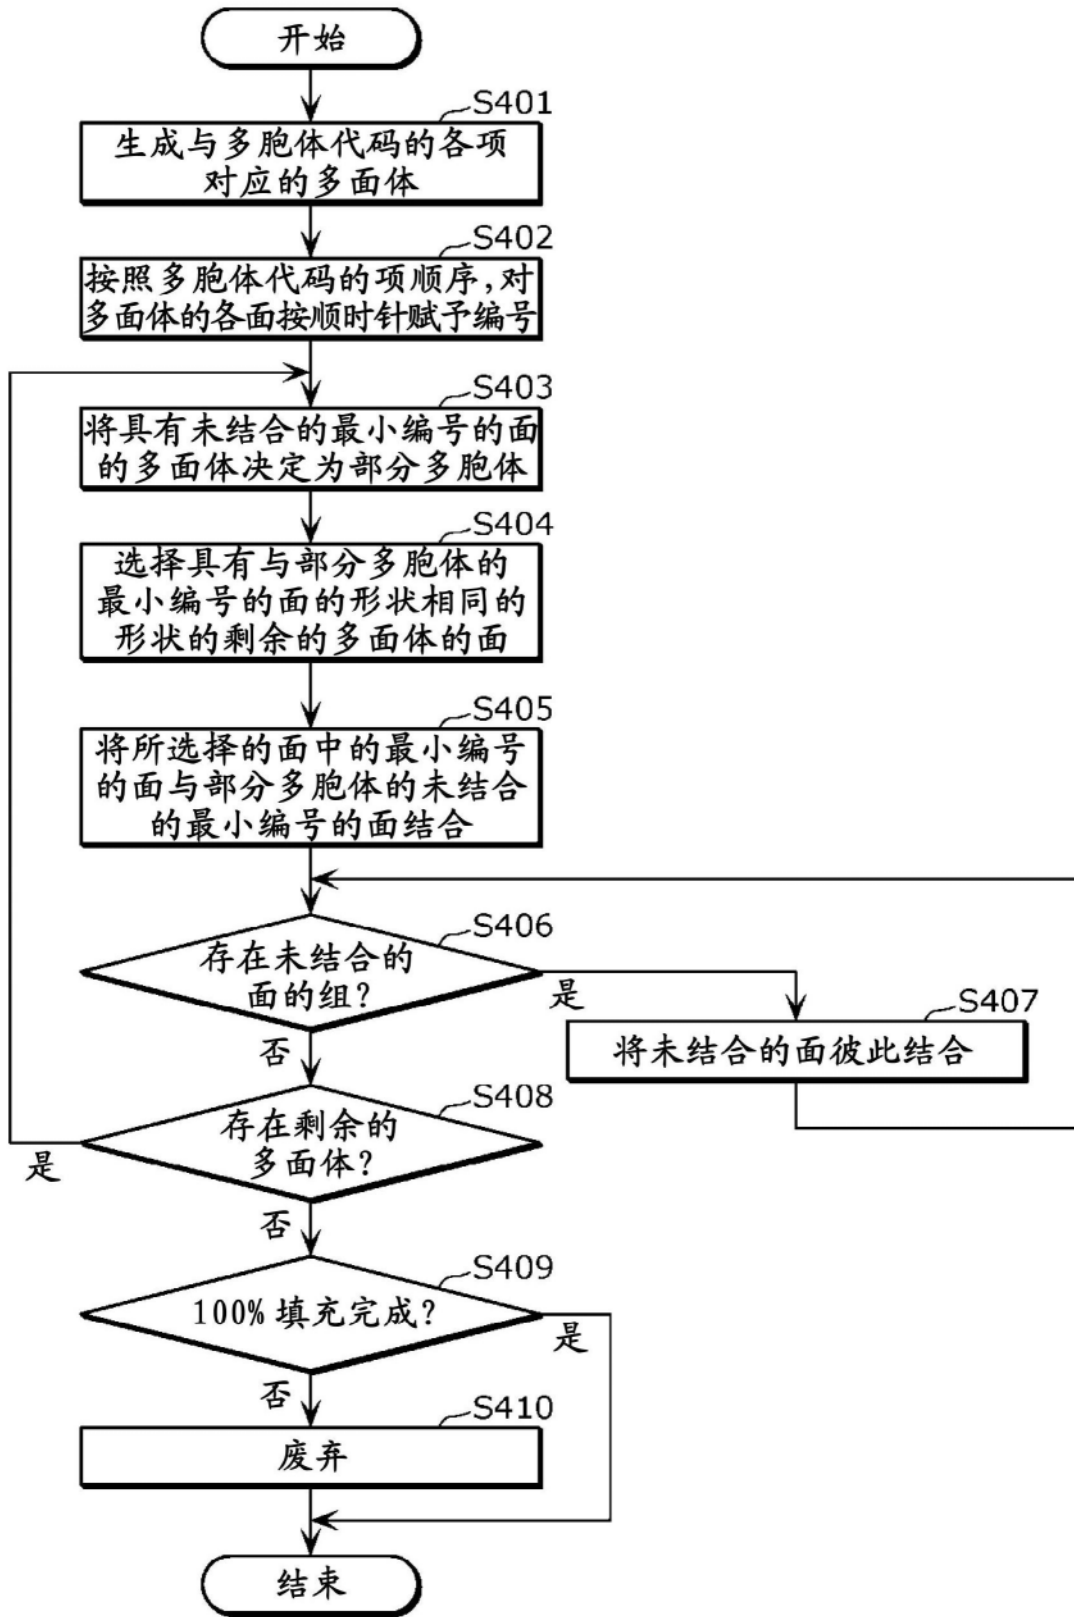 开始
S401
生成与多胞体代码的各项
对应的多面体
S402
按照多胞体代码的项顺序,对
多面体的各面按顺时针赋予编号
S403
将具有未结合的最小编号的面
的多面体决定为部分多胞体
S404
选择具有与部分多胞体的
最小编号的面的形状相同的
形状的剩余的多面体的面
S405
将所选择的面中的最小编号
的面与部分多胞体的未结合
的最小编号的面结合
S406
存在未结合的
面的组?
是
S407
将未结合的面彼此结合
否
S408
存在剩余的
多面体?
是
否
S409
100% 填充完成?
是
否
S410
废弃
结束